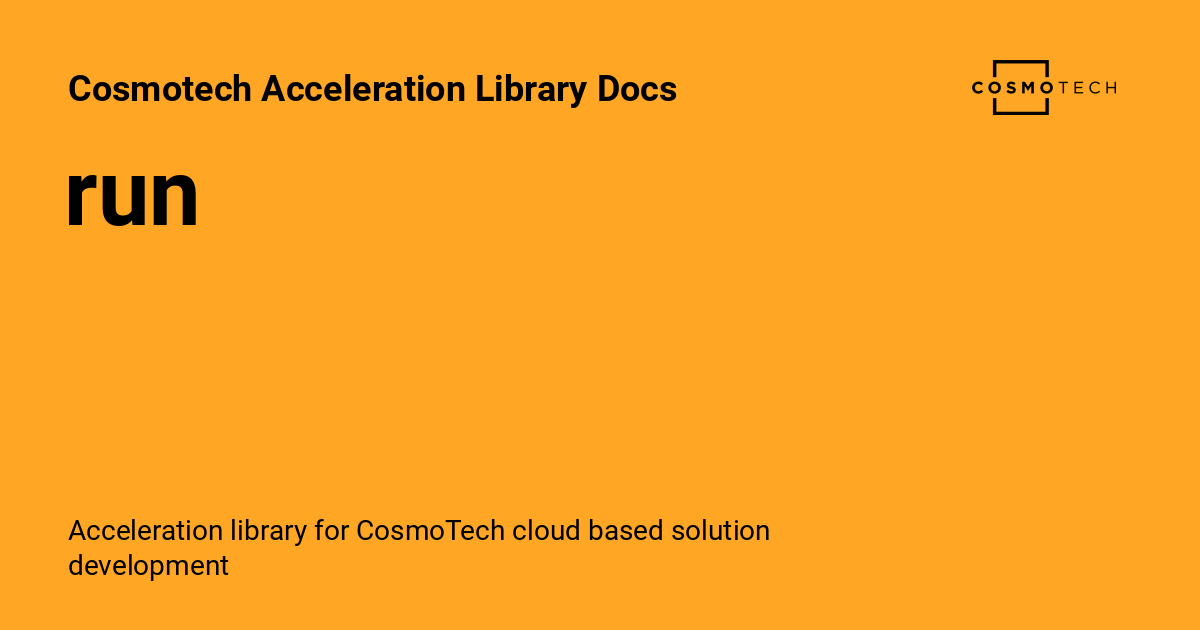 Cosmotech Acceleration Library Docs
COSMOTECH
run
Acceleration library for CosmoTech cloud based solution
development